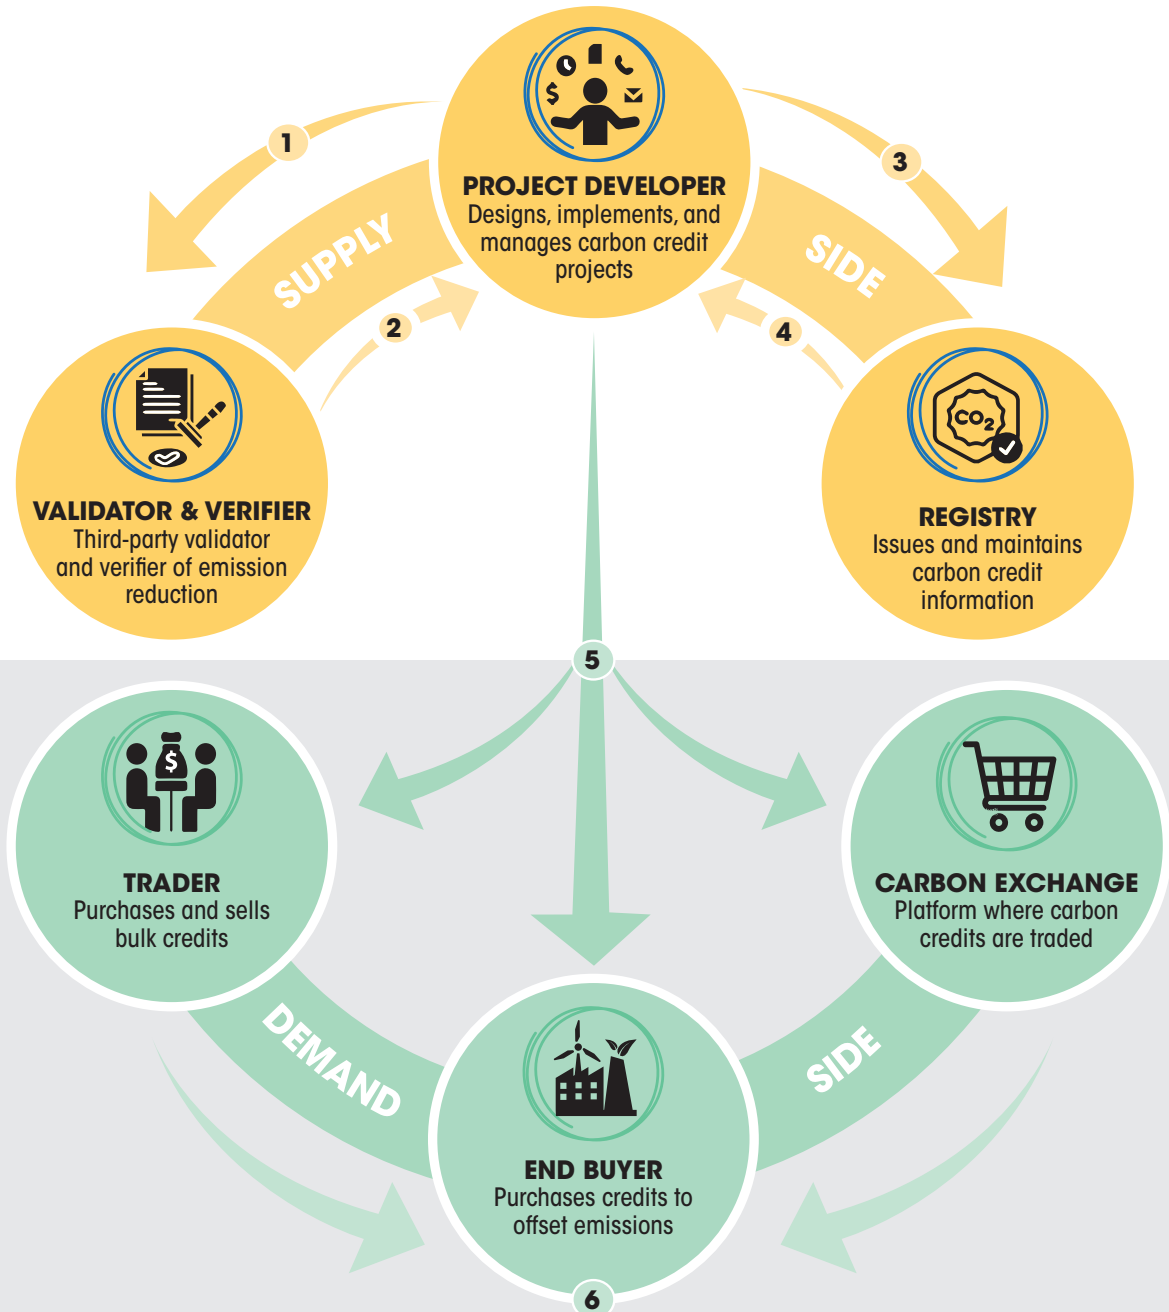 1
3
PROJECT DEVELOPER
Designs, implements, and
manages carbon credit
projects
SUPPLY
SIDE
2
4
$
VALIDATOR & VERIFIER
Third-party validator
and verifier of emission
reduction
CO2
REGISTRY
Issues and maintains
carbon credit
information
5
$
TRADER
Purchases and sells
bulk credits
CARBON EXCHANGE
Platform where carbon
credits are traded
DEMAND
SIDE
END BUYER
Purchases credits to
offset emissions
6